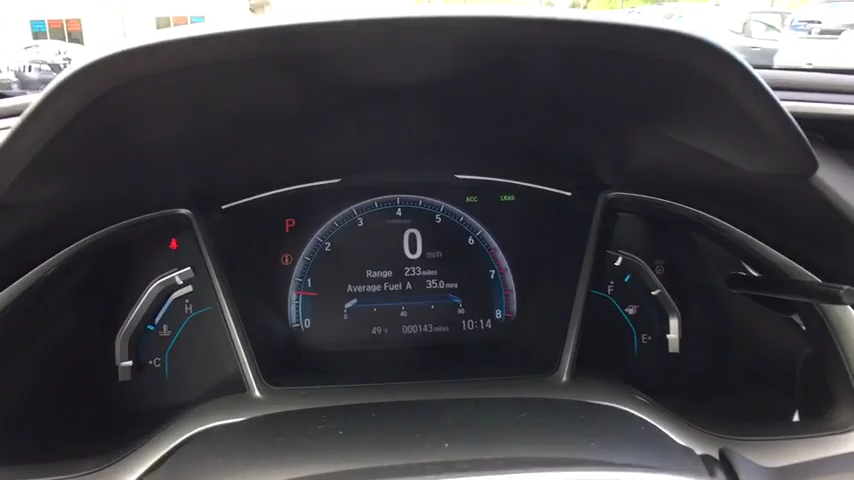 ACC LKAS
P
4
3 5
2 6
0 mph
Range 233 miles
1 7
Average Fuel A 35.0 mpg
0 40 80
0 8
49°F 000143 miles 10:14
H
C
F
E